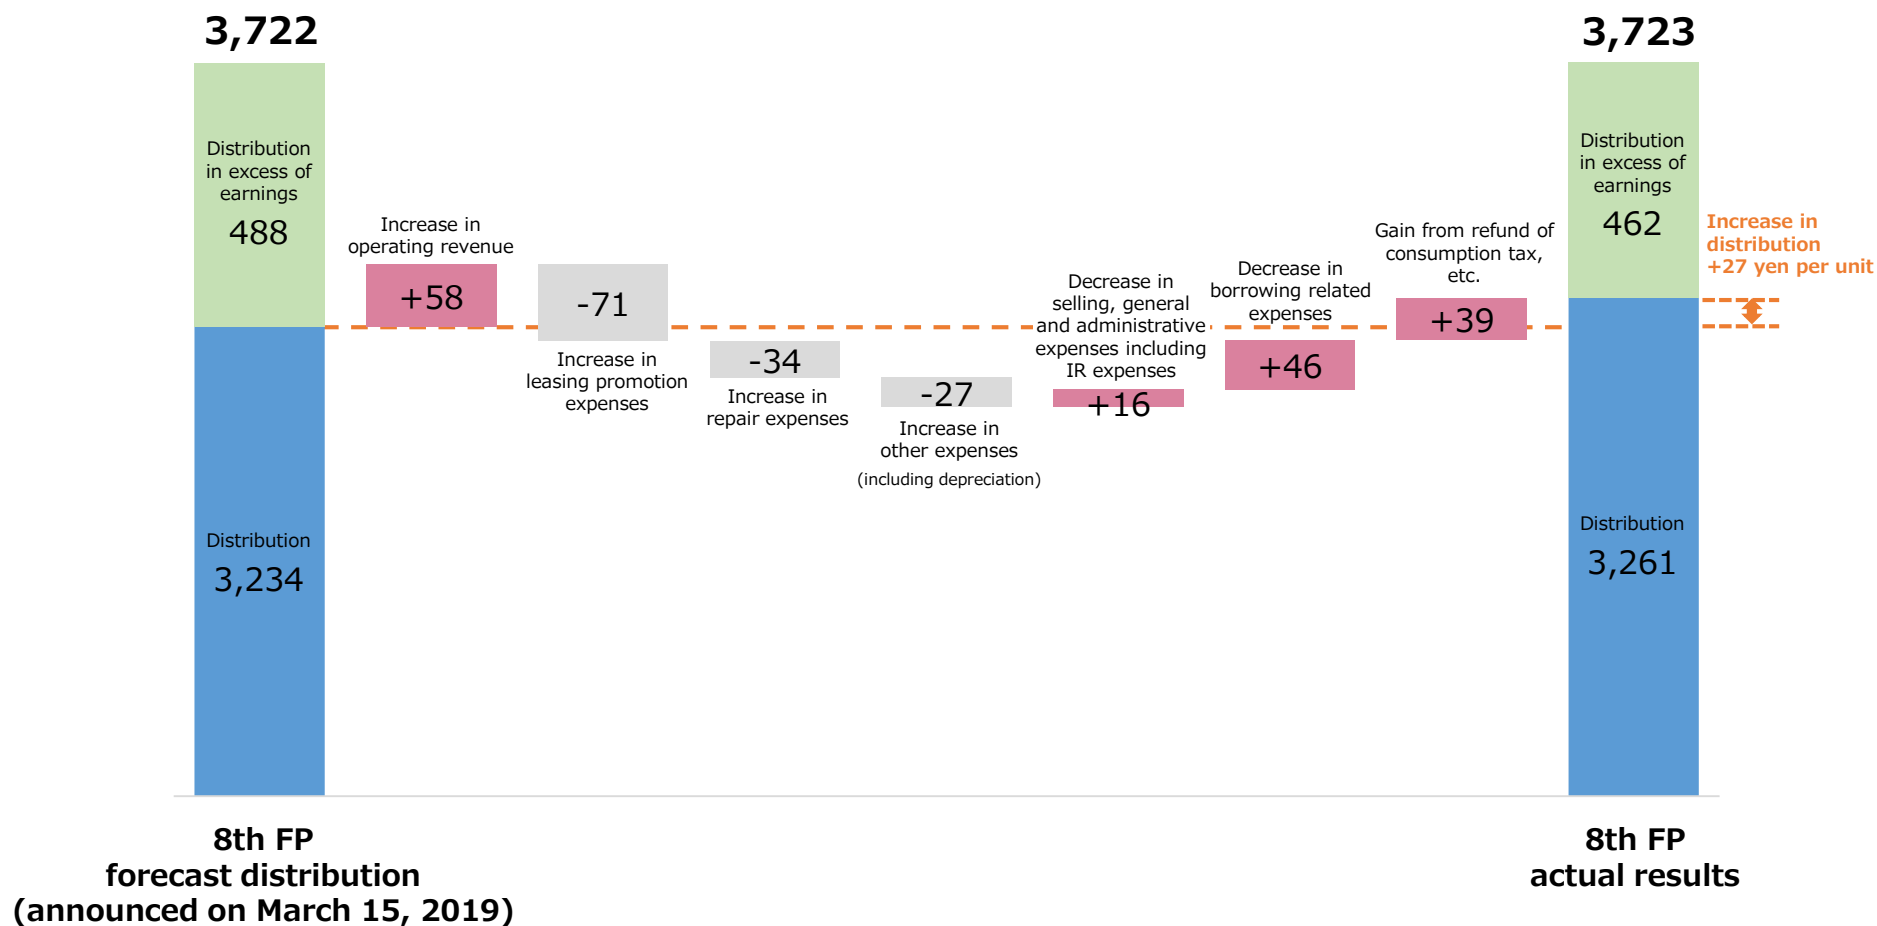 3,722
Distribution
in excess of
earnings
488
Distribution
3,234
Increase in
operating revenue
+58
-71
Increase in
leasing promotion
expenses
-34
Increase in
repair expenses
-27
Increase in
other expenses
(including depreciation)
Decrease in
selling, general
and administrative
expenses including
IR expenses
+16
Decrease in
borrowing related
expenses
+46
Gain from refund of
consumption tax,
etc.
+39
3,723
Distribution
in excess of
earnings
462
Distribution
3,261
Increase in
distribution
+27 yen per unit
8th FP
forecast distribution
(announced on March 15, 2019)
8th FP
actual results